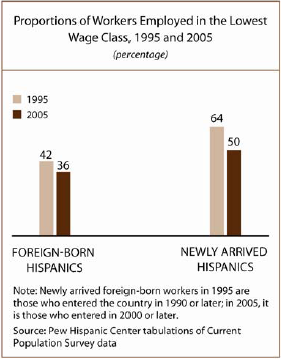 Proportions of Workers Employed in the Lowest
Wage Class, 1995 and 2005
(percentage)
1995
2005
42
36
64
50
FOREIGN-BORN
HISPANICS
NEWLY ARRIVED
HISPANICS
Note: Newly arrived foreign-born workers in 1995 are
those who entered the country in 1990 or later; in 2005, it
is those who entered in 2000 or later.
Source: Pew Hispanic Center tabulations of Current
Population Survey data